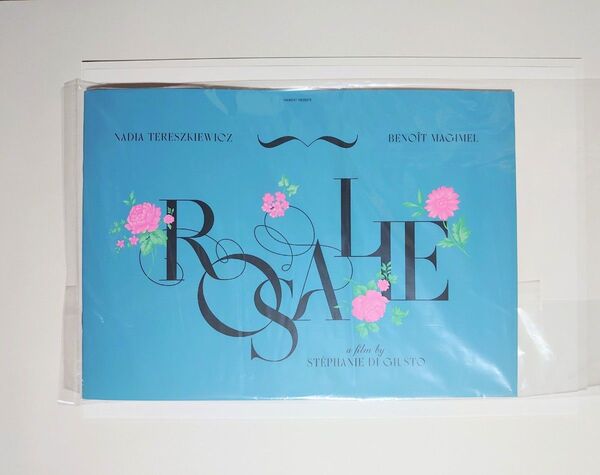 NADIA TERESZKIEWICZ
BENOÎT MAGIMEL
ROSALIE
a film by
STÉPHANIE DI GIUSTO